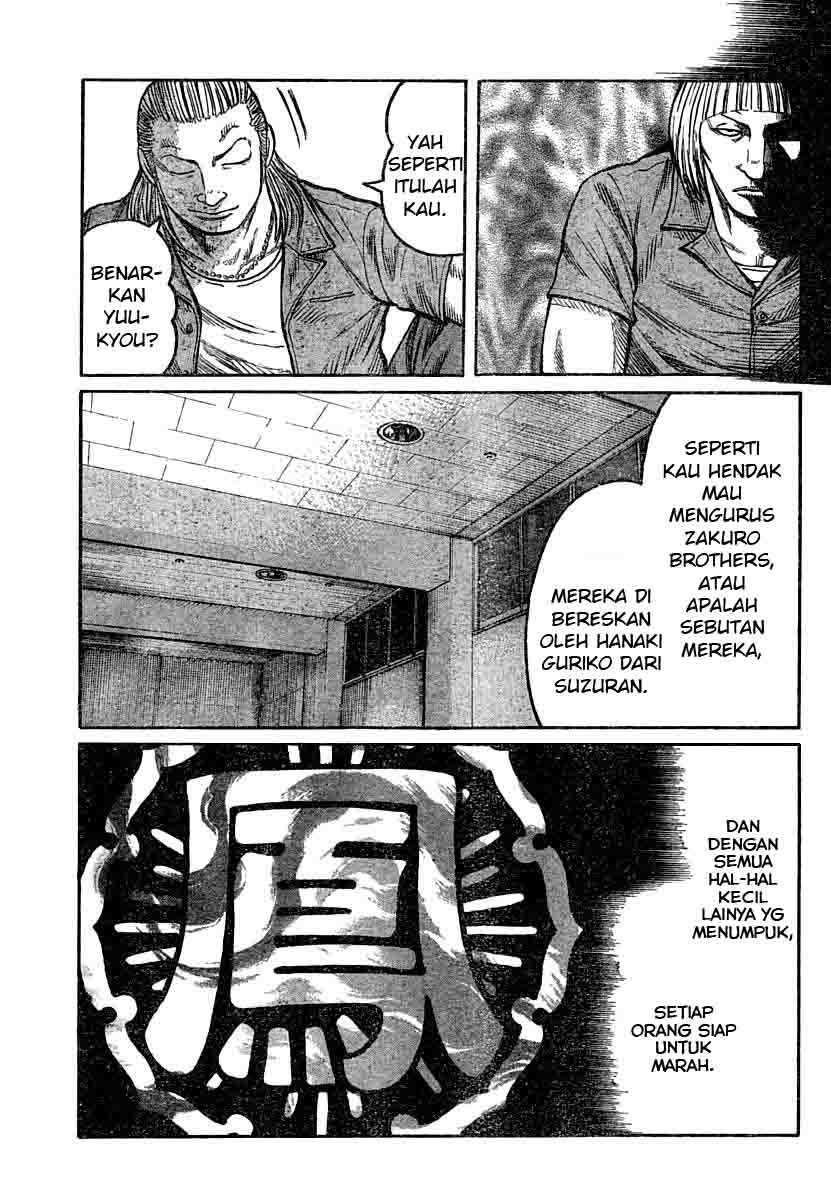 YAH
SEPERTI
ITULAH
KAU.
BENAR-
KAN
YUU-
KYOU?
SEPERTI
KAU HENDAK
MAU
MENGURUS
ZAKURO
BROTHERS,
ATAU
APALAH
SEBUTAN
MEREKA,
MEREKA DI
BERESKAN
OLEH HANAKI
GURIKO DARI
SUZURAN.
DAN
DENGAN
SEMUA
HAL-HAL
KECIL
LAINYA YG
MENUMPUK,
SETIAP
ORANG SIAP
UNTUK
MARAH.